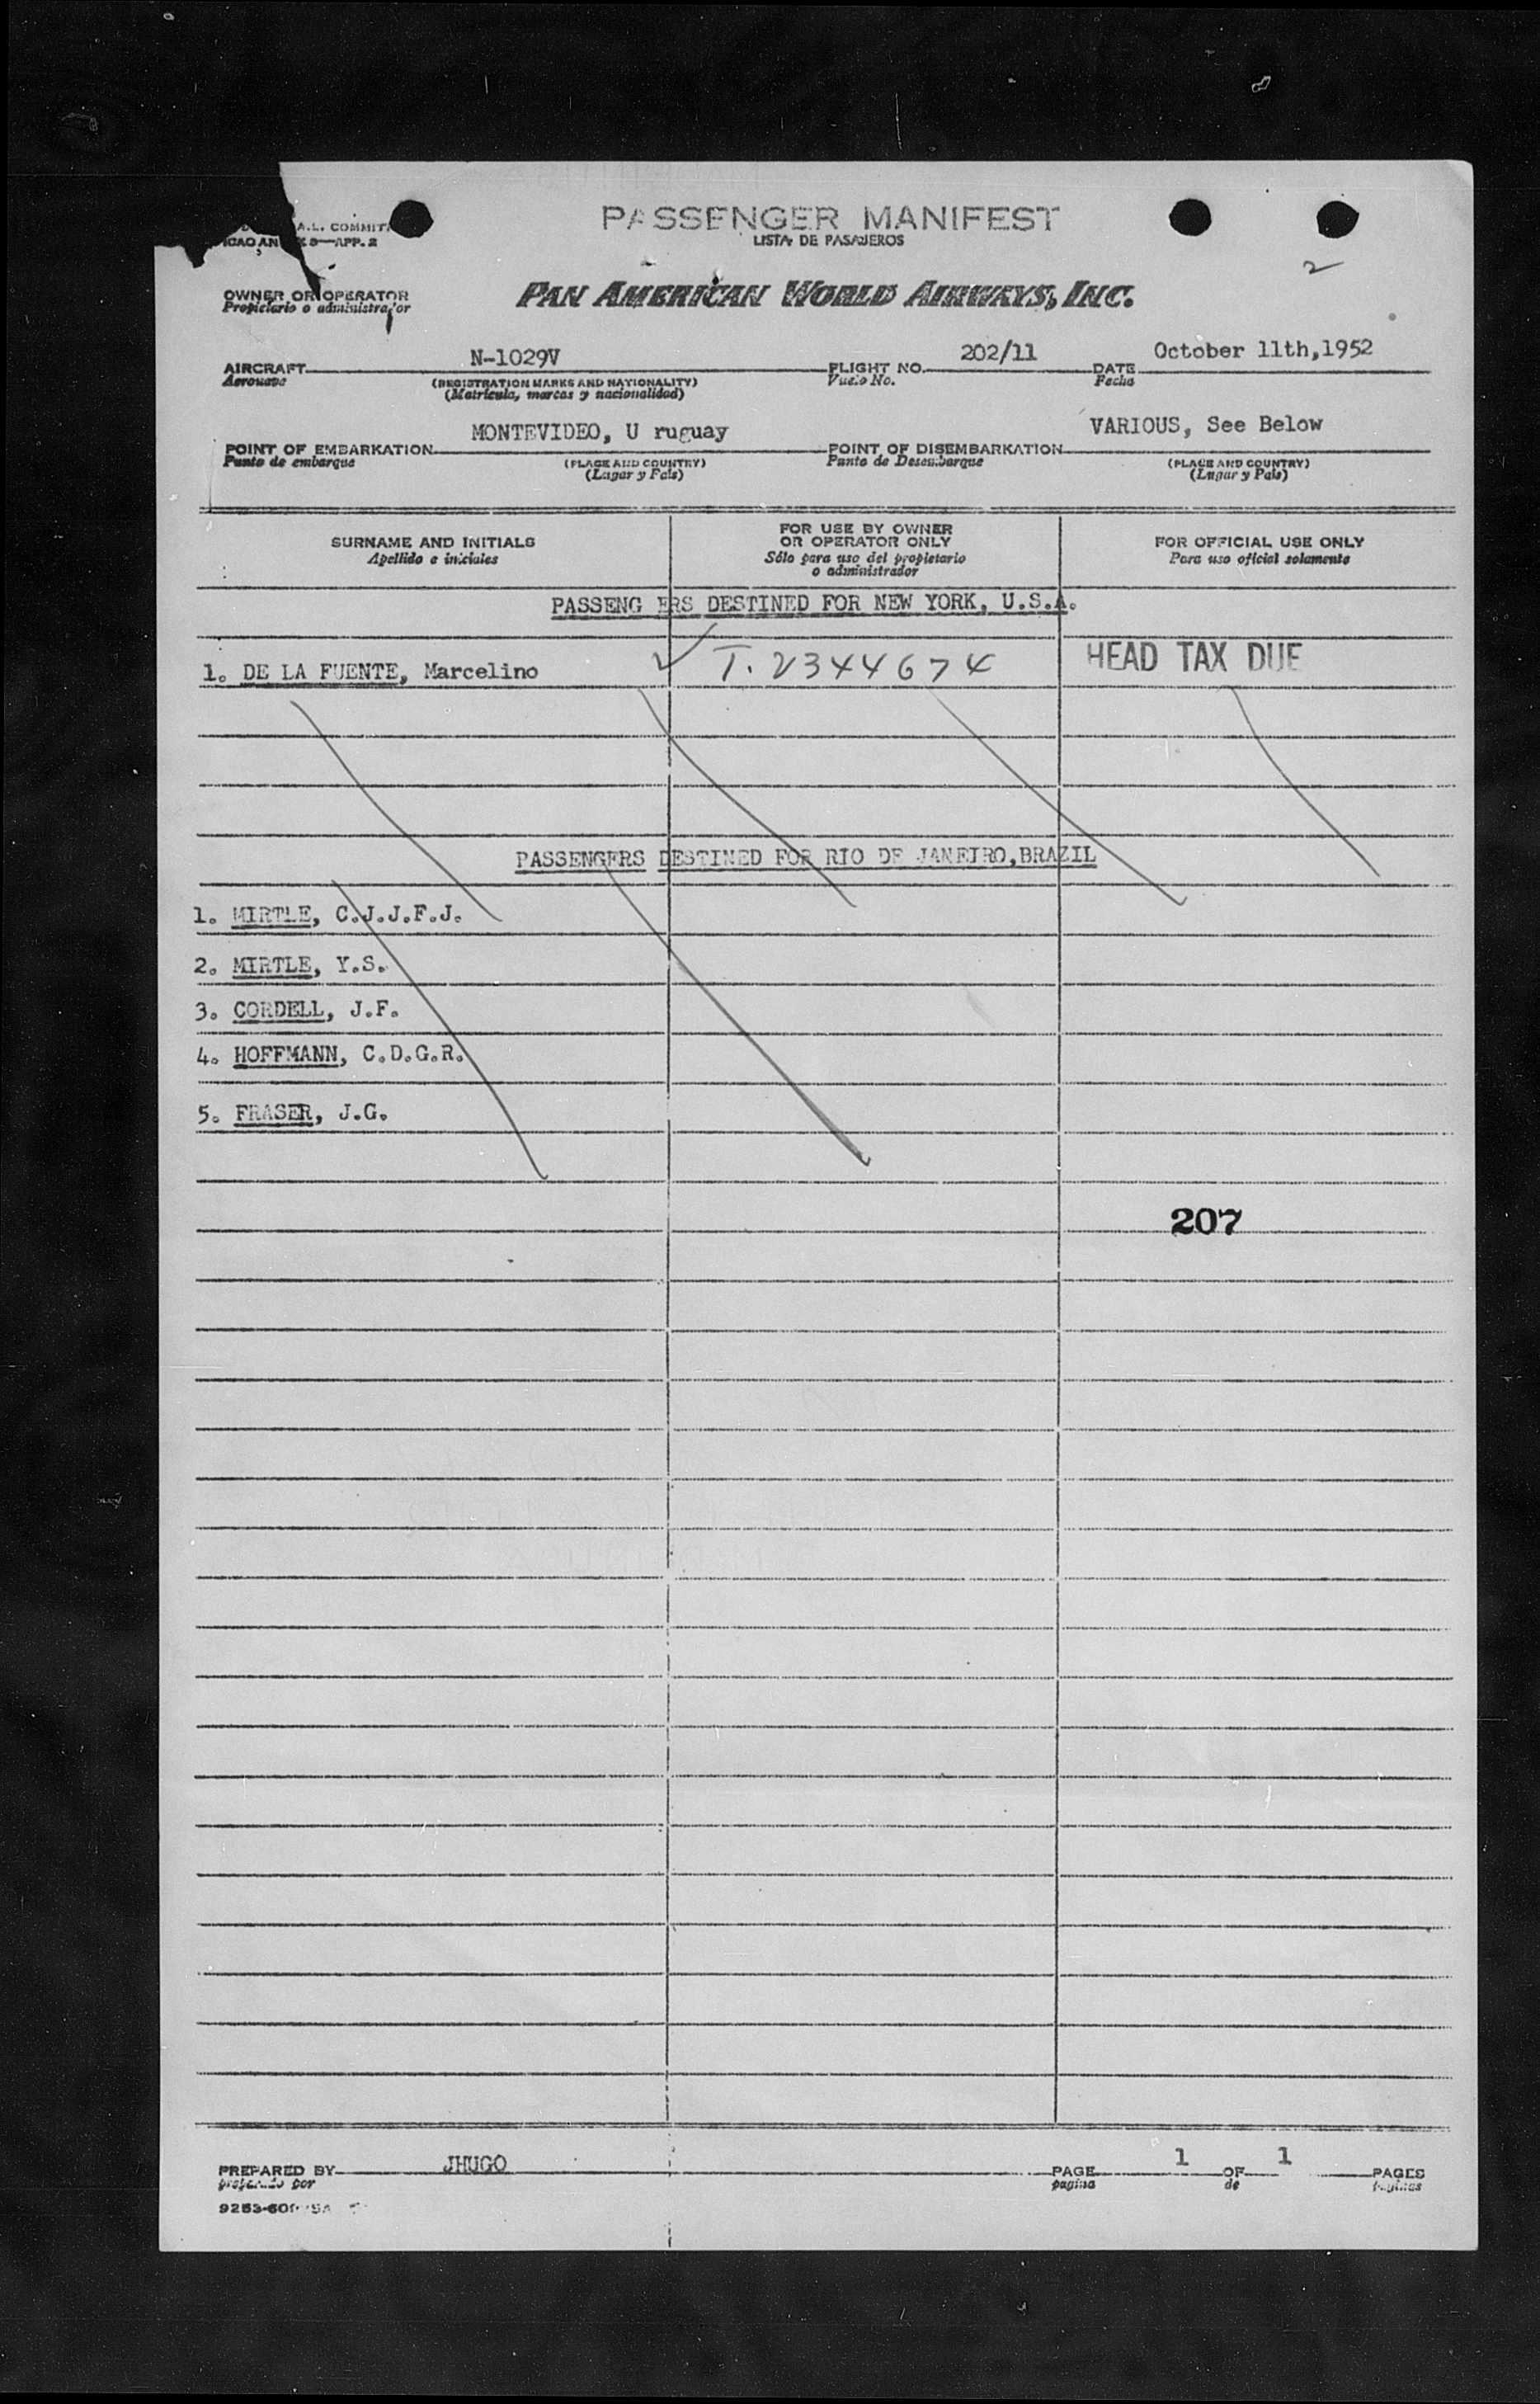 A.L. COMMIT
PASSENGER MANIFEST
ICAO AN 9—APP. 2
LISTA DE PASAJEROS
2
OWNER OR OPERATOR
Propietario o administrador
PAN AMERICAN WORLD AIRWAYS, INC.
AIRCRAFT N-1029V FLIGHT NO. 202/11 DATE October 11th,1952
Aeronave (REGISTRATION MARKS AND NATIONALITY) Vuelo No. Fecha
(Matricula, marcas y nacionalidad)
POINT OF EMBARKATION MONTEVIDEO, U ruguay POINT OF DISEMBARKATION VARIOUS, See Below
Punto de embarque (PLACE AND COUNTRY) Punto de Desembarque (PLACE AND COUNTRY)
(Lugar y País) (Lugar y País)
SURNAME AND INITIALS
Apellido e iniciales
FOR USE BY OWNER
OR OPERATOR ONLY
Sólo para uso del propietario
o administrador
FOR OFFICIAL USE ONLY
Para uso oficial solamente
PASSENG ERS DESTINED FOR NEW YORK, U.S.A.
1. DE LA FUENTE, Marcelino T. 2344674 HEAD TAX DUE
PASSENGERS DESTINED FOR RIO DE JANEIRO,BRAZIL
1. MIRTLE, C.J.J.F.J.
2. MIRTLE, Y.S.
3. CORDELL, J.F.
4. HOFFMANN, C.D.G.R.
5. FRASER, J.G.
207
PREPARED BY JHUGO PAGE 1 OF 1 PAGES
preparado por pagina de paginas